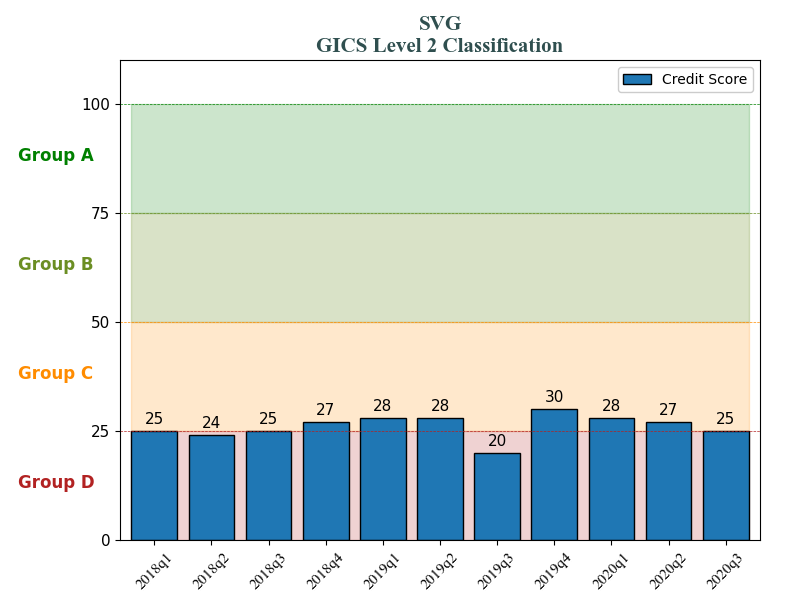 SVG
GICS Level 2 Classification
Credit Score
100
Group A
75
Group B
50
Group C
25
Group D
0
25
24
25
27
28
28
20
30
28
27
25
2018q1
2018q2
2018q3
2018q4
2019q1
2019q2
2019q3
2019q4
2020q1
2020q2
2020q3